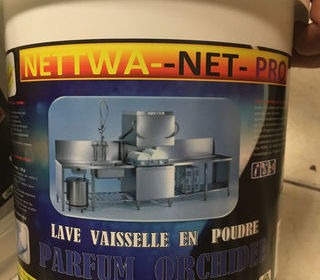 NETTWA--NET- PRO
LAVE VAISSELLE EN POUDRE
PARFUM ORCHIDEE